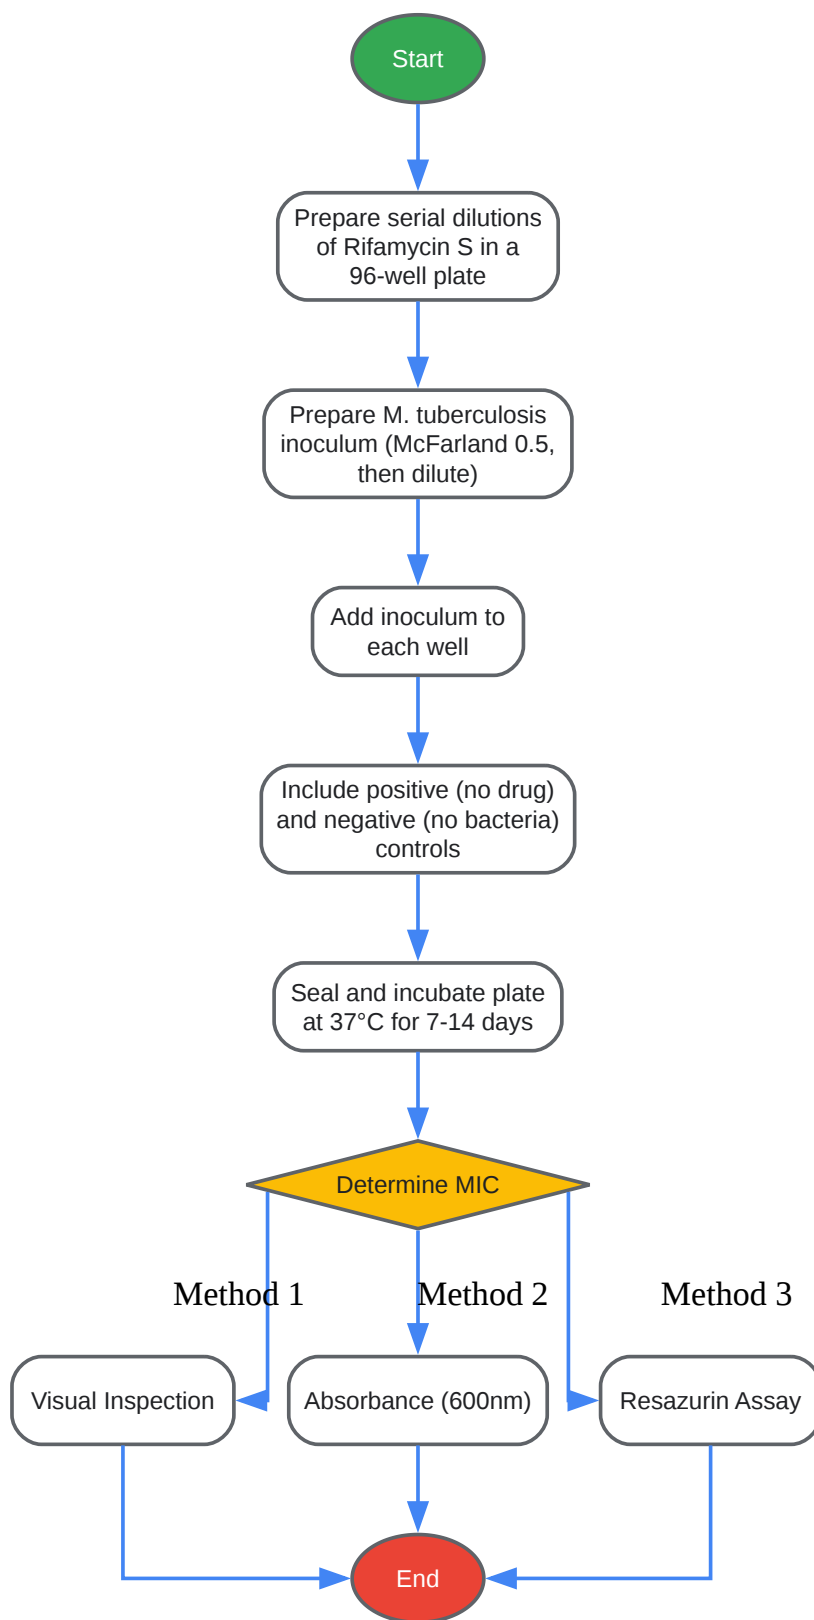 Start
Prepare serial dilutions
of Rifamycin S in a
96-well plate
Prepare M. tuberculosis
inoculum (McFarland 0.5,
then dilute)
Add inoculum to
each well
Include positive (no drug)
and negative (no bacteria)
controls
Seal and incubate plate
at 37°C for 7-14 days
Determine MIC
Method 1
Method 2
Method 3
Visual Inspection
Absorbance (600nm)
Resazurin Assay
End